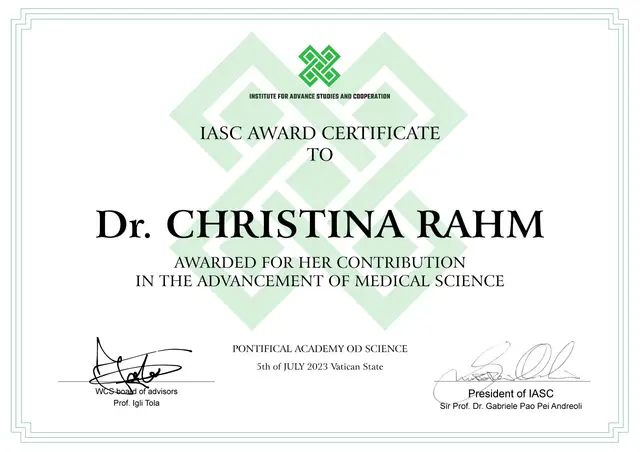 INSTITUTE FOR ADVANCE STUDIES AND COOPERATION
IASC AWARD CERTIFICATE
TO
Dr. CHRISTINA RAHM
AWARDED FOR HER CONTRIBUTION
IN THE ADVANCEMENT OF MEDICAL SCIENCE
PONTIFICAL ACADEMY OD SCIENCE
5th of JULY 2023 Vatican State
WCS board of advisors
Prof. Igli Tola
President of IASC
Sir Prof. Dr. Gabriele Pao Pei Andreoli